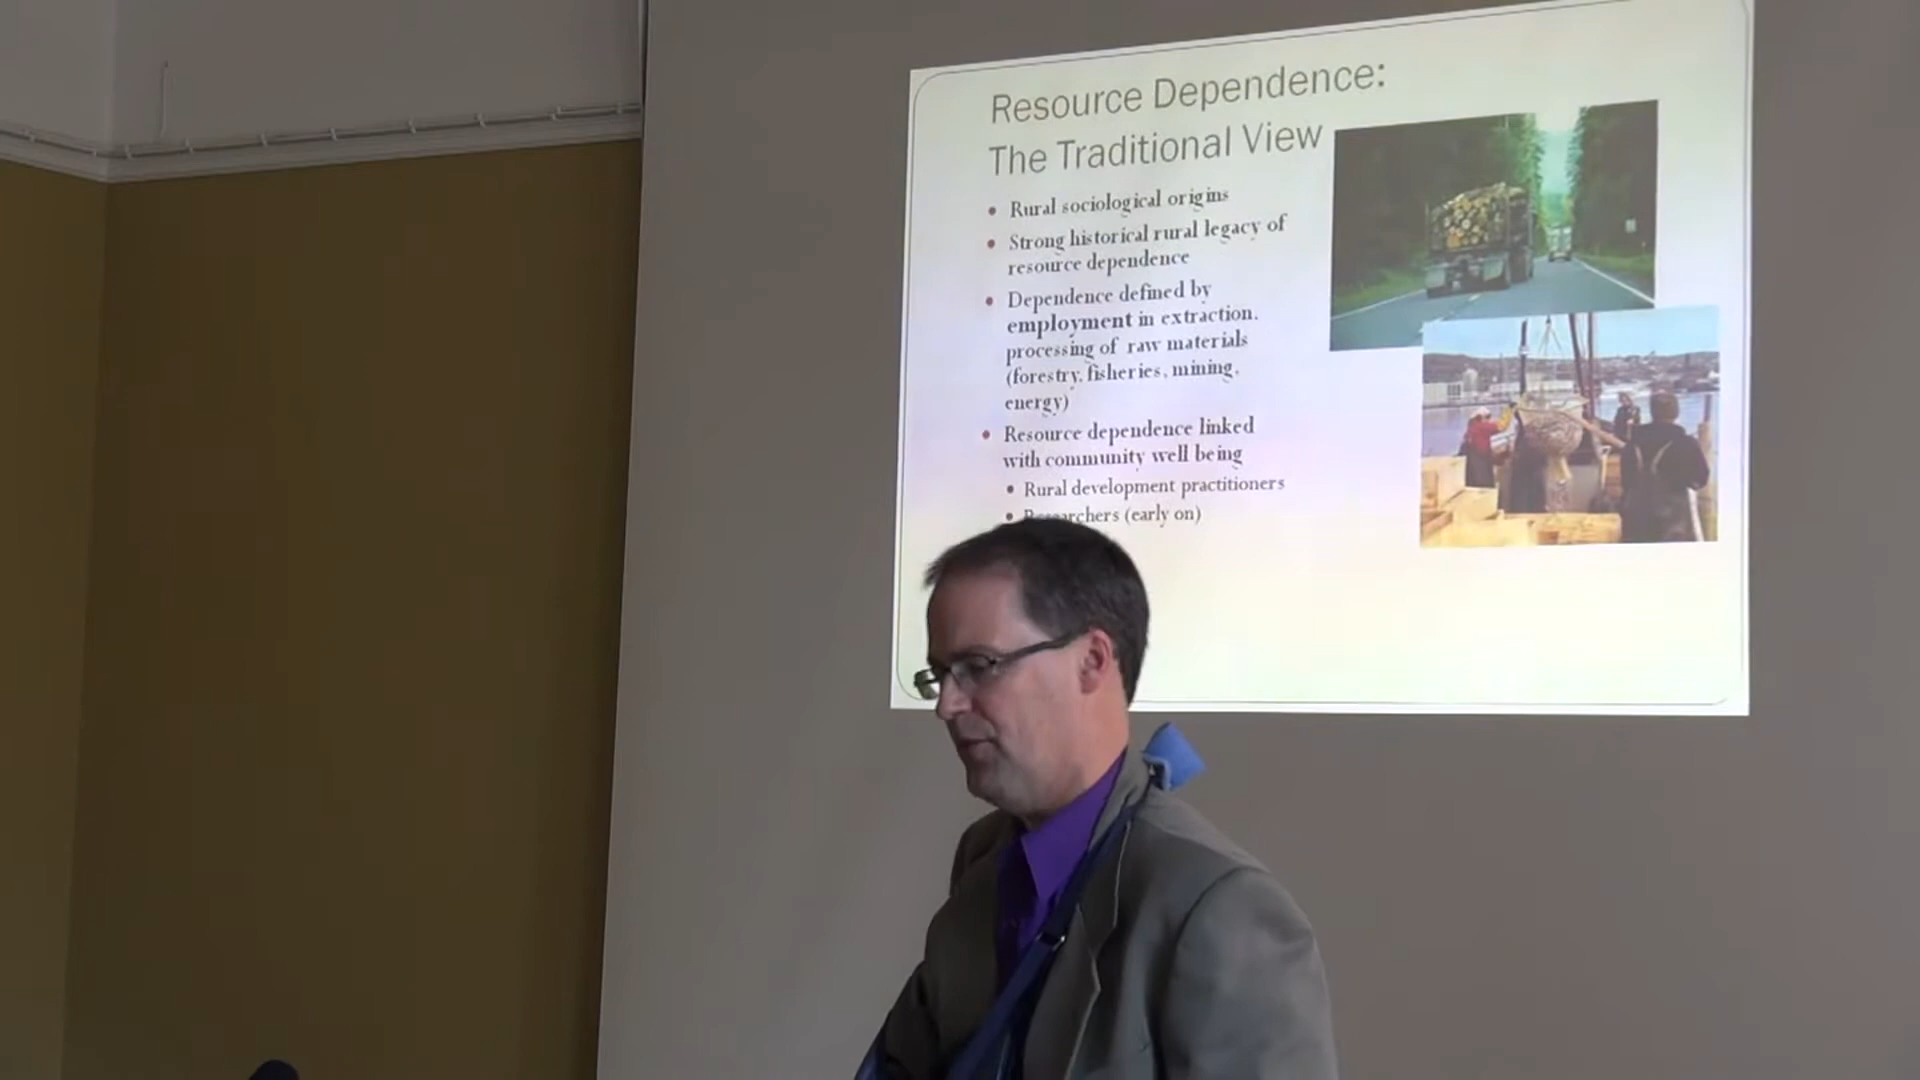 Resource Dependence:
The Traditional View
• Rural sociological origins
• Strong historical rural legacy of
resource dependence
• Dependence defined by
employment in extraction,
processing of raw materials
(forestry, fisheries, mining,
energy)
• Resource dependence linked
with community well being
• Rural development practitioners
• Researchers (early on)